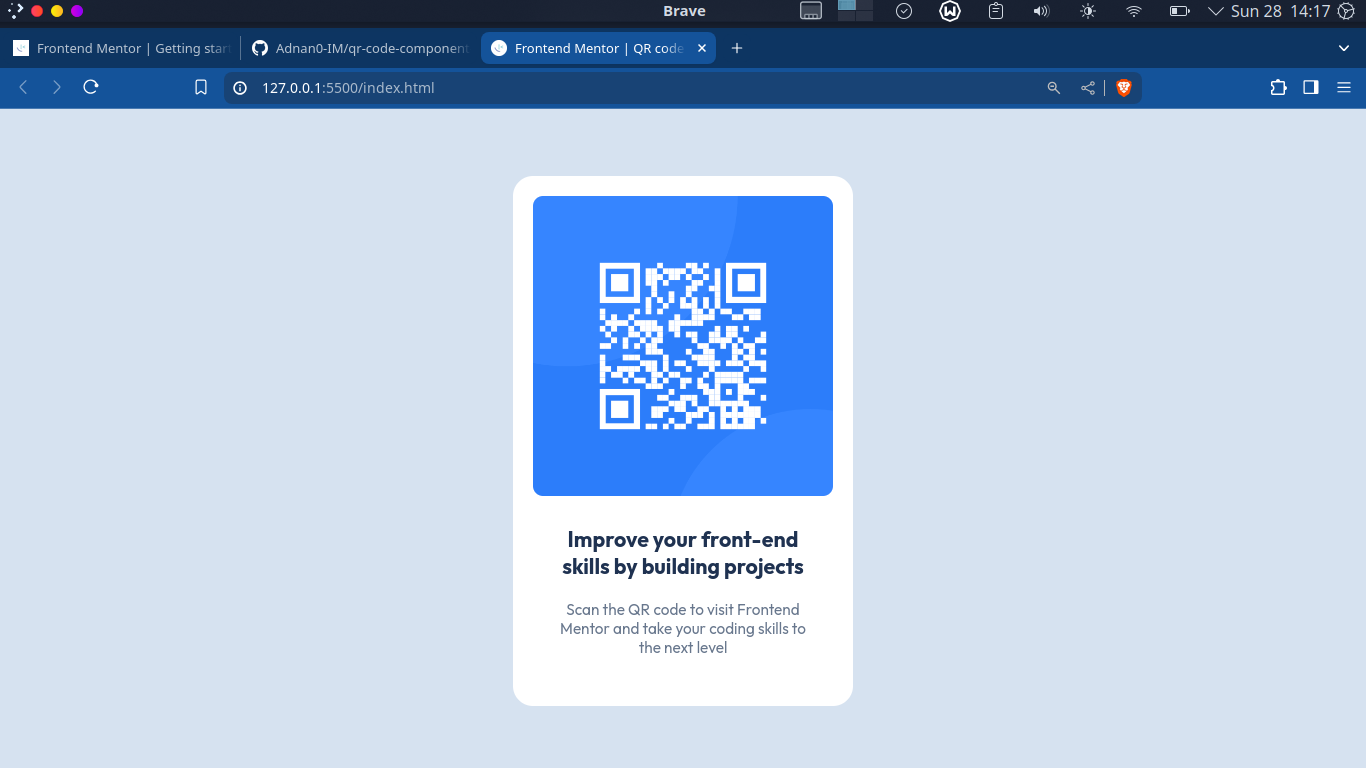 Brave
Sun 28 14:17
Frontend Mentor | Getting star
Adnan0-IM/qr-code-component
Frontend Mentor | QR code
127.0.0.1:5500/index.html
Improve your front-end
skills by building projects
Scan the QR code to visit Frontend
Mentor and take your coding skills to
the next level